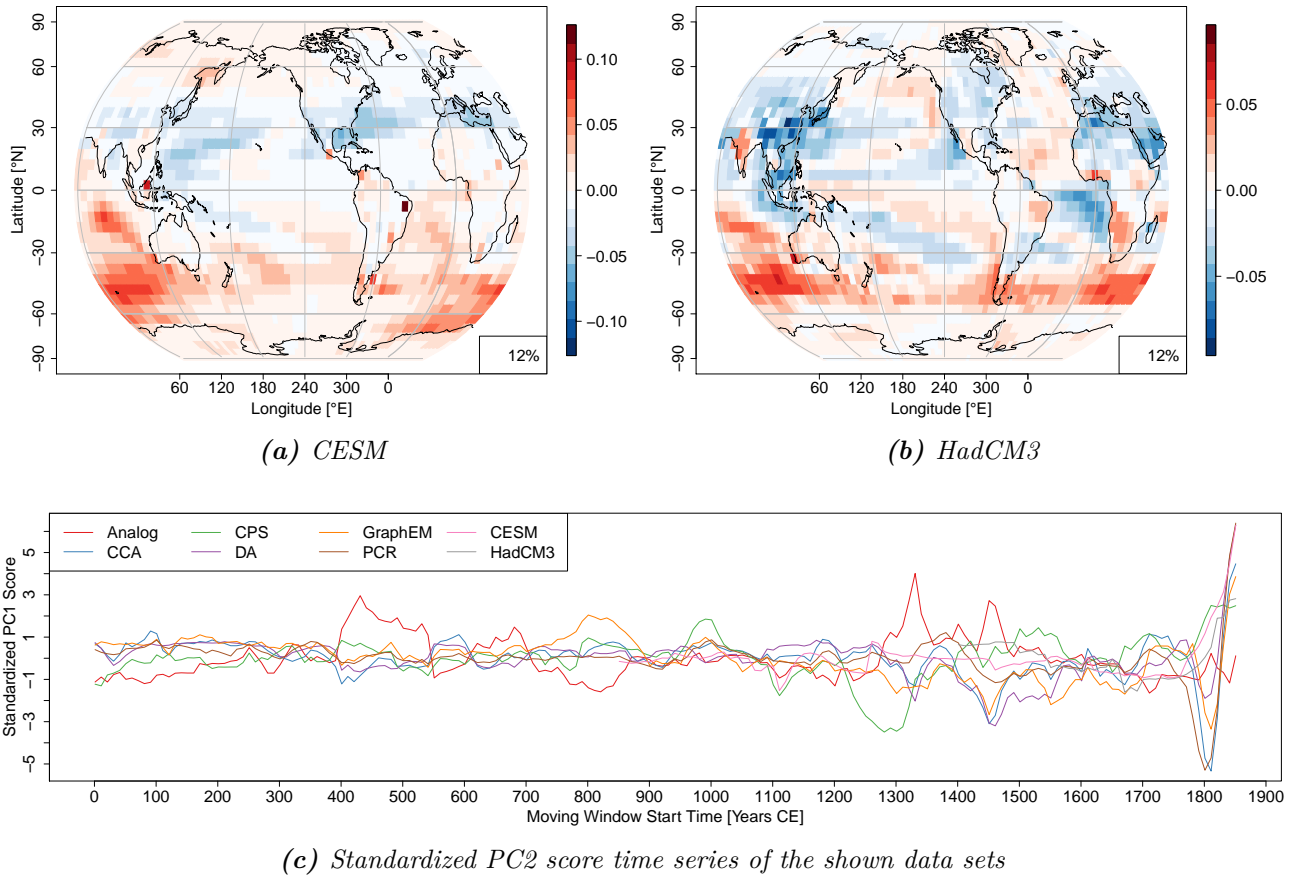 90
60
30
0
−30
−60
−90
Latitude [°N]
60 120 180 240 300 0
Longitude [°E]
12%
0.10
0.05
0.00
−0.05
−0.10
(a) CESM
90
60
30
0
−30
−60
−90
Latitude [°N]
60 120 180 240 300 0
Longitude [°E]
12%
0.05
0.00
−0.05
(b) HadCM3
Analog CPS GraphEM CESM
CCA DA PCR HadCM3
Standardized PC1 Score
5
3
1
−1
−3
−5
0 100 200 300 400 500 600 700 800 900 1000 1100 1200 1300 1400 1500 1600 1700 1800 1900
Moving Window Start Time [Years CE]
(c) Standardized PC2 score time series of the shown data sets